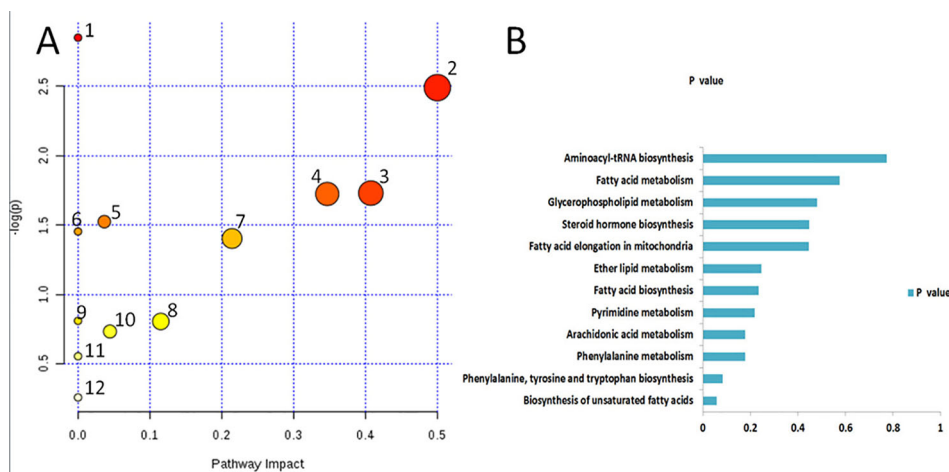 A
1
2
2.5
2.0
4
3
5
1.5
6
7
-log(p)
1.0
9
10
8
11
0.5
12
0.0 0.1 0.2 0.3 0.4 0.5
Pathway Impact
B
P value
Aminoacyl-tRNA biosynthesis
Fatty acid metabolism
Glycerophospholipid metabolism
Steroid hormone biosynthesis
Fatty acid elongation in mitochondria
Ether lipid metabolism
Fatty acid biosynthesis
P value
Pyrimidine metabolism
Arachidonic acid metabolism
Phenylalanine metabolism
Phenylalanine, tyrosine and tryptophan biosynthesis
Biosynthesis of unsaturated fatty acids
0 0.2 0.4 0.6 0.8 1